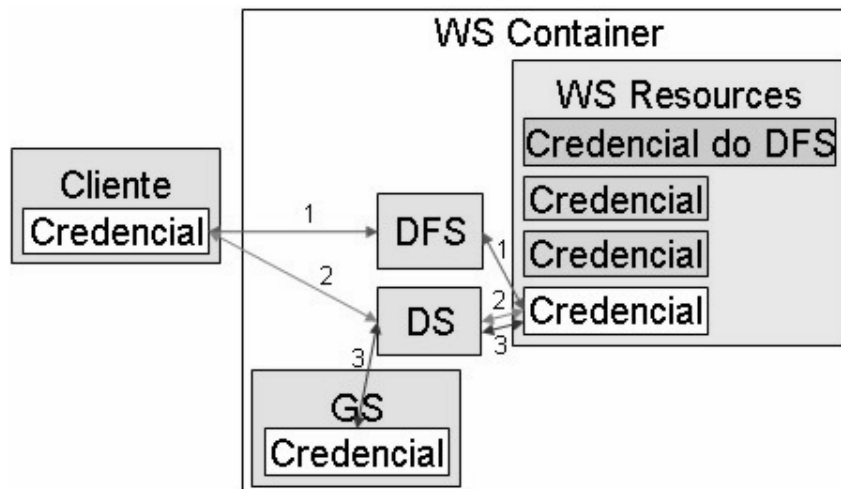 WS Container
WS Resources
Credencial do DFS
Cliente
Credencial
1
DFS
Credencial
1
Credencial
2
2
DS
Credencial
3
3
GS
Credencial